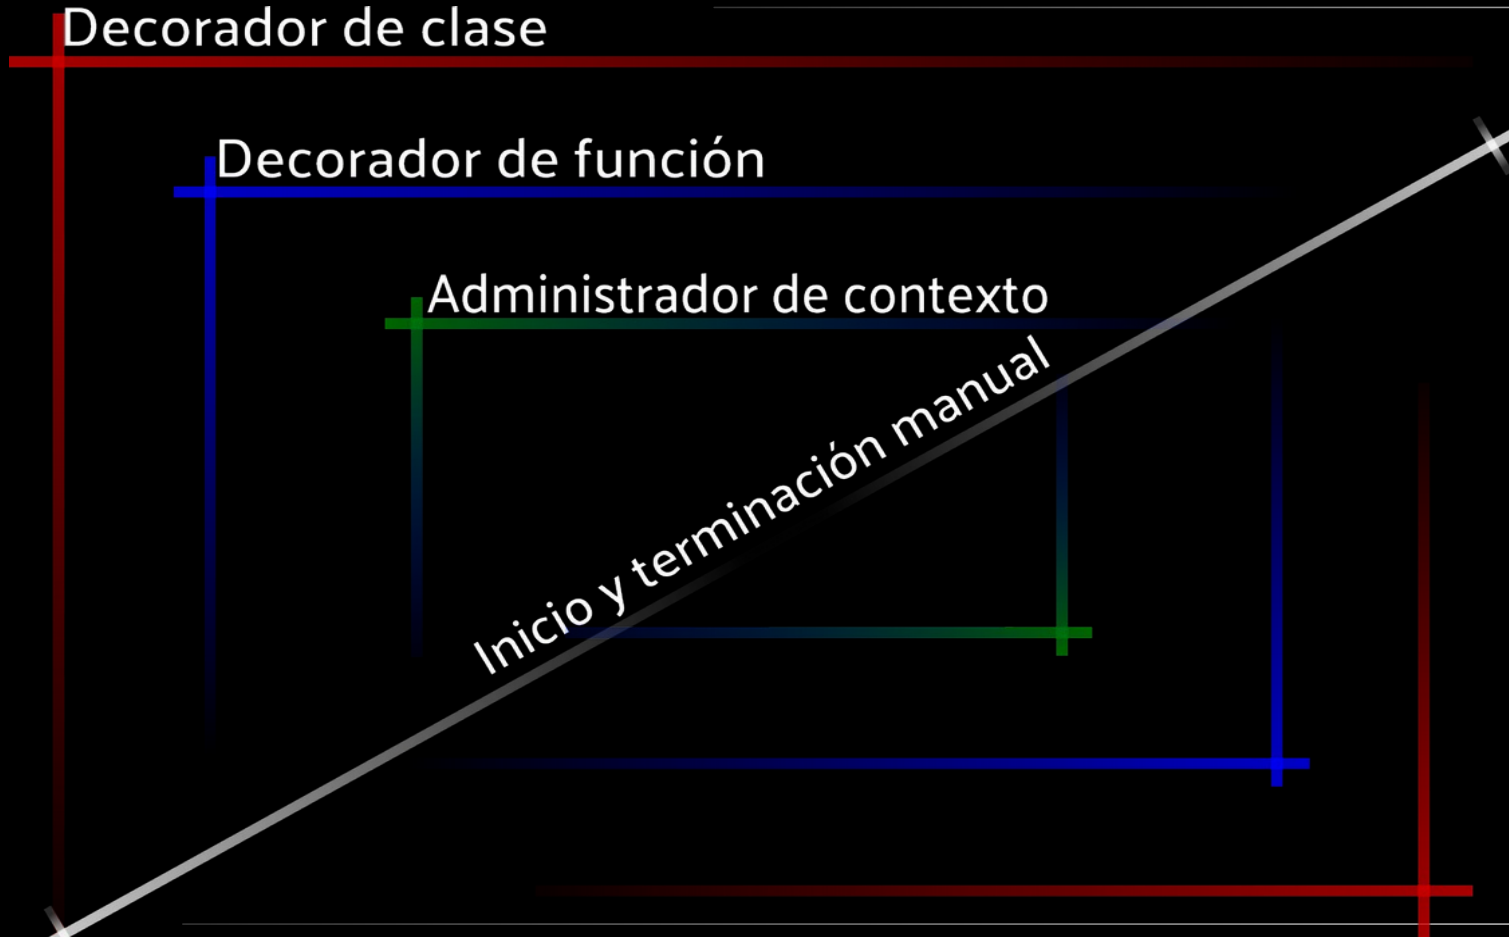 Decorador de clase
Decorador de función
Administrador de contexto
Inicio y terminación manual